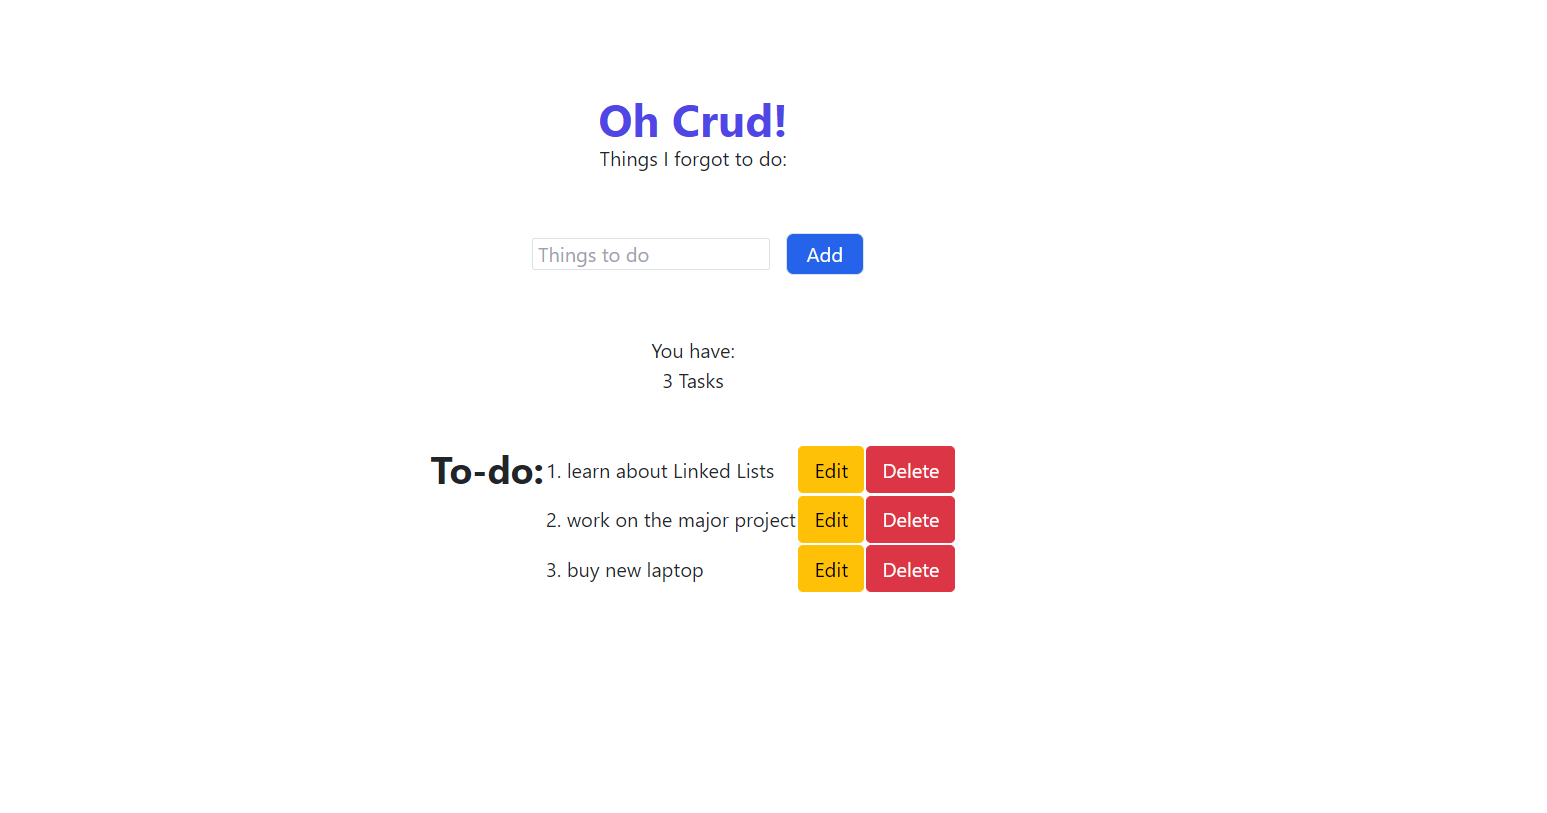 Oh Crud!
Things I forgot to do:
Things to do Add
You have:
3 Tasks
To-do: 1. learn about Linked Lists Edit Delete
2. work on the major project Edit Delete
3. buy new laptop Edit Delete